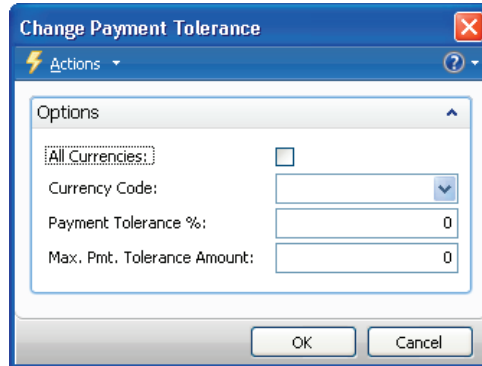 Change Payment Tolerance
Actions
Options
All Currencies:
Currency Code:
Payment Tolerance %: 0
Max. Pmt. Tolerance Amount: 0
OK Cancel